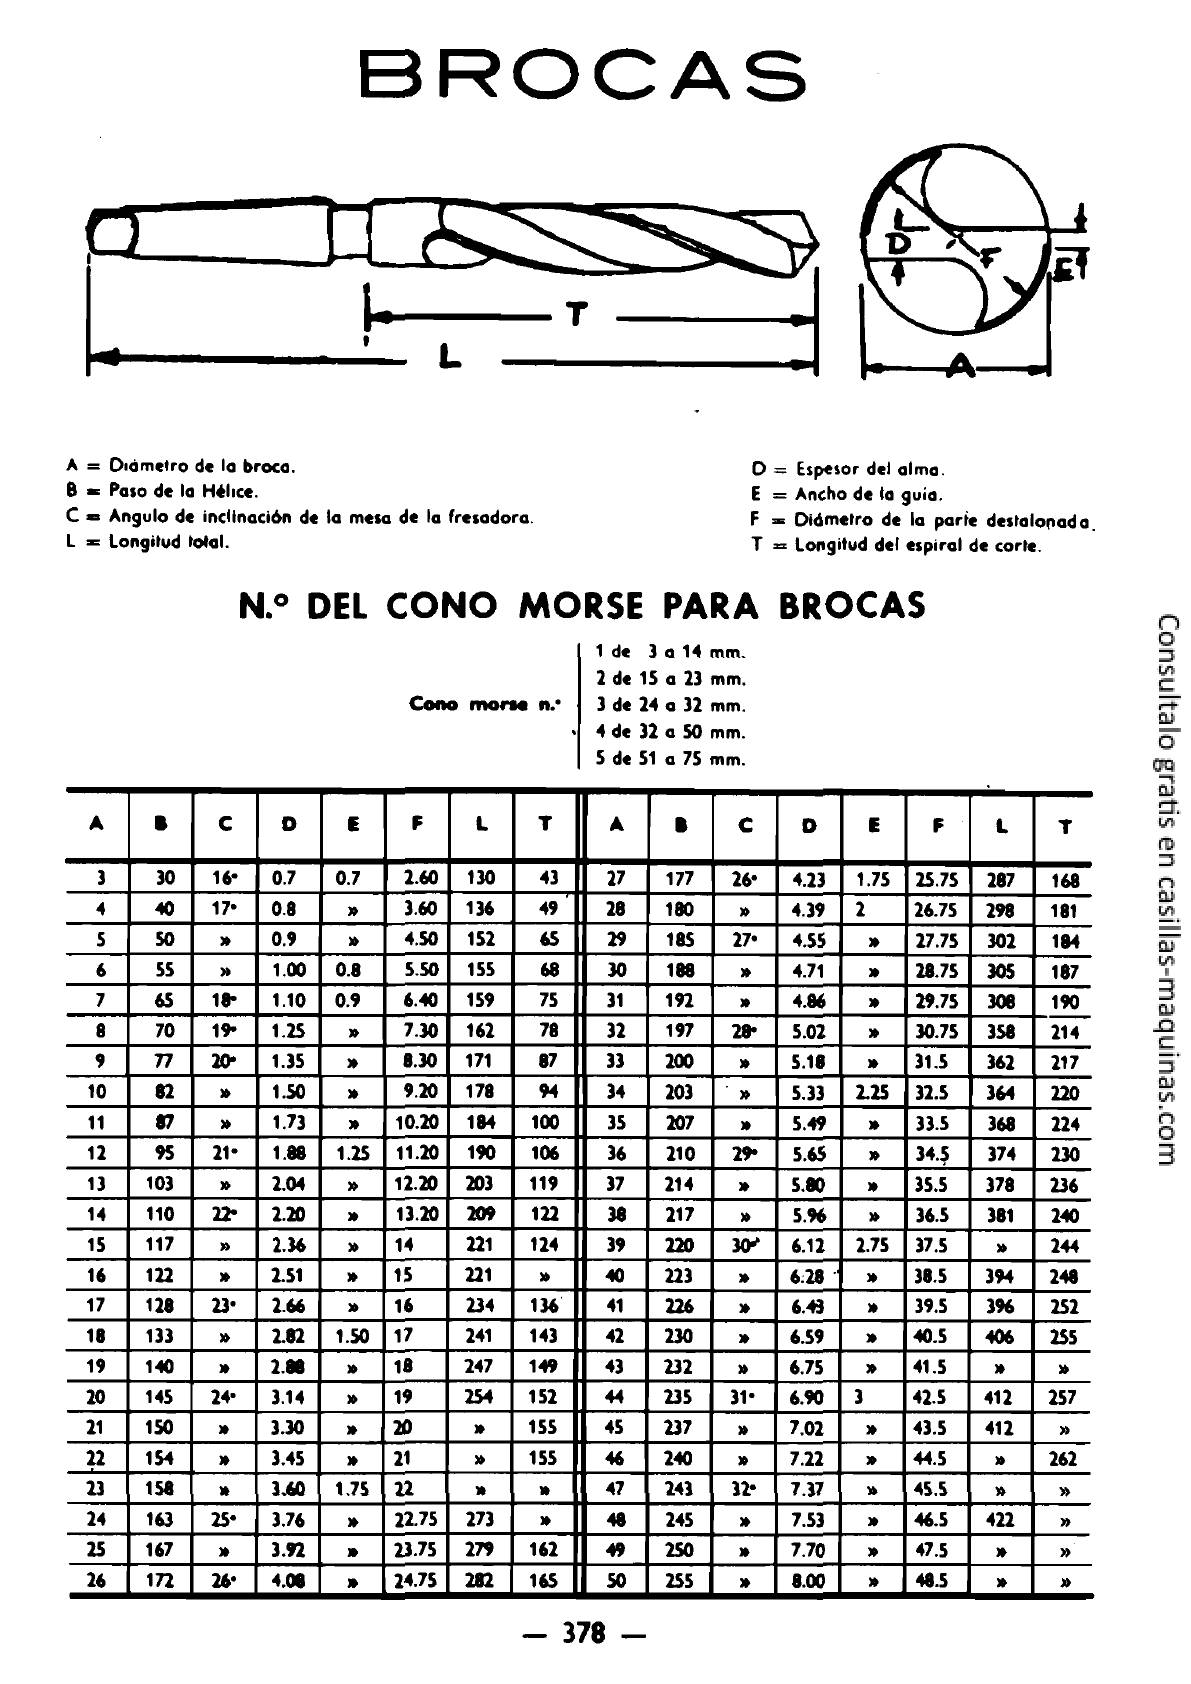 BROCAS
D
F
E
T
L
A
A = Diámetro de la broca.
B = Paso de la Hélice.
C = Angulo de inclinación de la mesa de la fresadora.
L = Longitud total.
D = Espesor del alma.
E = Ancho de la guia.
F = Diámetro de la parte destalonada.
T = Longitud del espiral de corte.
N.º DEL CONO MORSE PARA BROCAS
Cono morse n.º
1 de 3 a 14 mm.
2 de 15 a 23 mm.
3 de 24 a 32 mm.
4 de 32 a 50 mm.
5 de 51 a 75 mm.
A B C D E F L T A B C D E F L T
3 30 16º 0.7 0.7 2.60 130 43 27 177 26º 4.23 1.75 25.75 287 168
4 40 17º 0.8 » 3.60 136 49 28 180 » 4.39 2 26.75 298 181
5 50 » 0.9 » 4.50 152 65 29 185 27º 4.55 » 27.75 302 184
6 55 » 1.00 0.8 5.50 155 68 30 188 » 4.71 » 28.75 305 187
7 65 18º 1.10 0.9 6.40 159 75 31 192 » 4.86 » 29.75 308 190
8 70 19º 1.25 » 7.30 162 78 32 197 28º 5.02 » 30.75 358 214
9 77 20º 1.35 » 8.30 171 87 33 200 » 5.18 » 31.5 362 217
10 82 » 1.50 » 9.20 178 94 34 203 » 5.33 2.25 32.5 364 220
11 87 » 1.73 » 10.20 184 100 35 207 » 5.49 » 33.5 368 224
12 95 21º 1.88 1.25 11.20 190 106 36 210 29º 5.65 » 34.5 374 230
13 103 » 2.04 » 12.20 203 119 37 214 » 5.80 » 35.5 378 236
14 110 22º 2.20 » 13.20 209 122 38 217 » 5.96 » 36.5 381 240
15 117 » 2.36 » 14 221 124 39 220 30º 6.12 2.75 37.5 » 244
16 122 » 2.51 » 15 221 » 40 223 » 6.28 » 38.5 394 248
17 128 23º 2.66 » 16 234 136 41 226 » 6.43 » 39.5 396 252
18 133 » 2.82 1.50 17 241 143 42 230 » 6.59 » 40.5 406 255
19 140 » 2.88 » 18 247 149 43 232 » 6.75 » 41.5 » »
20 145 24º 3.14 » 19 254 152 44 235 31º 6.90 3 42.5 412 257
21 150 » 3.30 » 20 » 155 45 237 » 7.02 » 43.5 412 »
22 154 » 3.45 » 21 » 155 46 240 » 7.22 » 44.5 » 262
23 158 » 3.60 1.75 22 » » 47 243 32º 7.37 » 45.5 » »
24 163 25º 3.76 » 22.75 273 » 48 245 » 7.53 » 46.5 422 »
25 167 » 3.92 » 23.75 279 162 49 250 » 7.70 » 47.5 » »
26 172 26º 4.08 » 24.75 282 165 50 255 » 8.00 » 48.5 » »
— 378 —
Consultalo gratis en casillas-maquinas.com